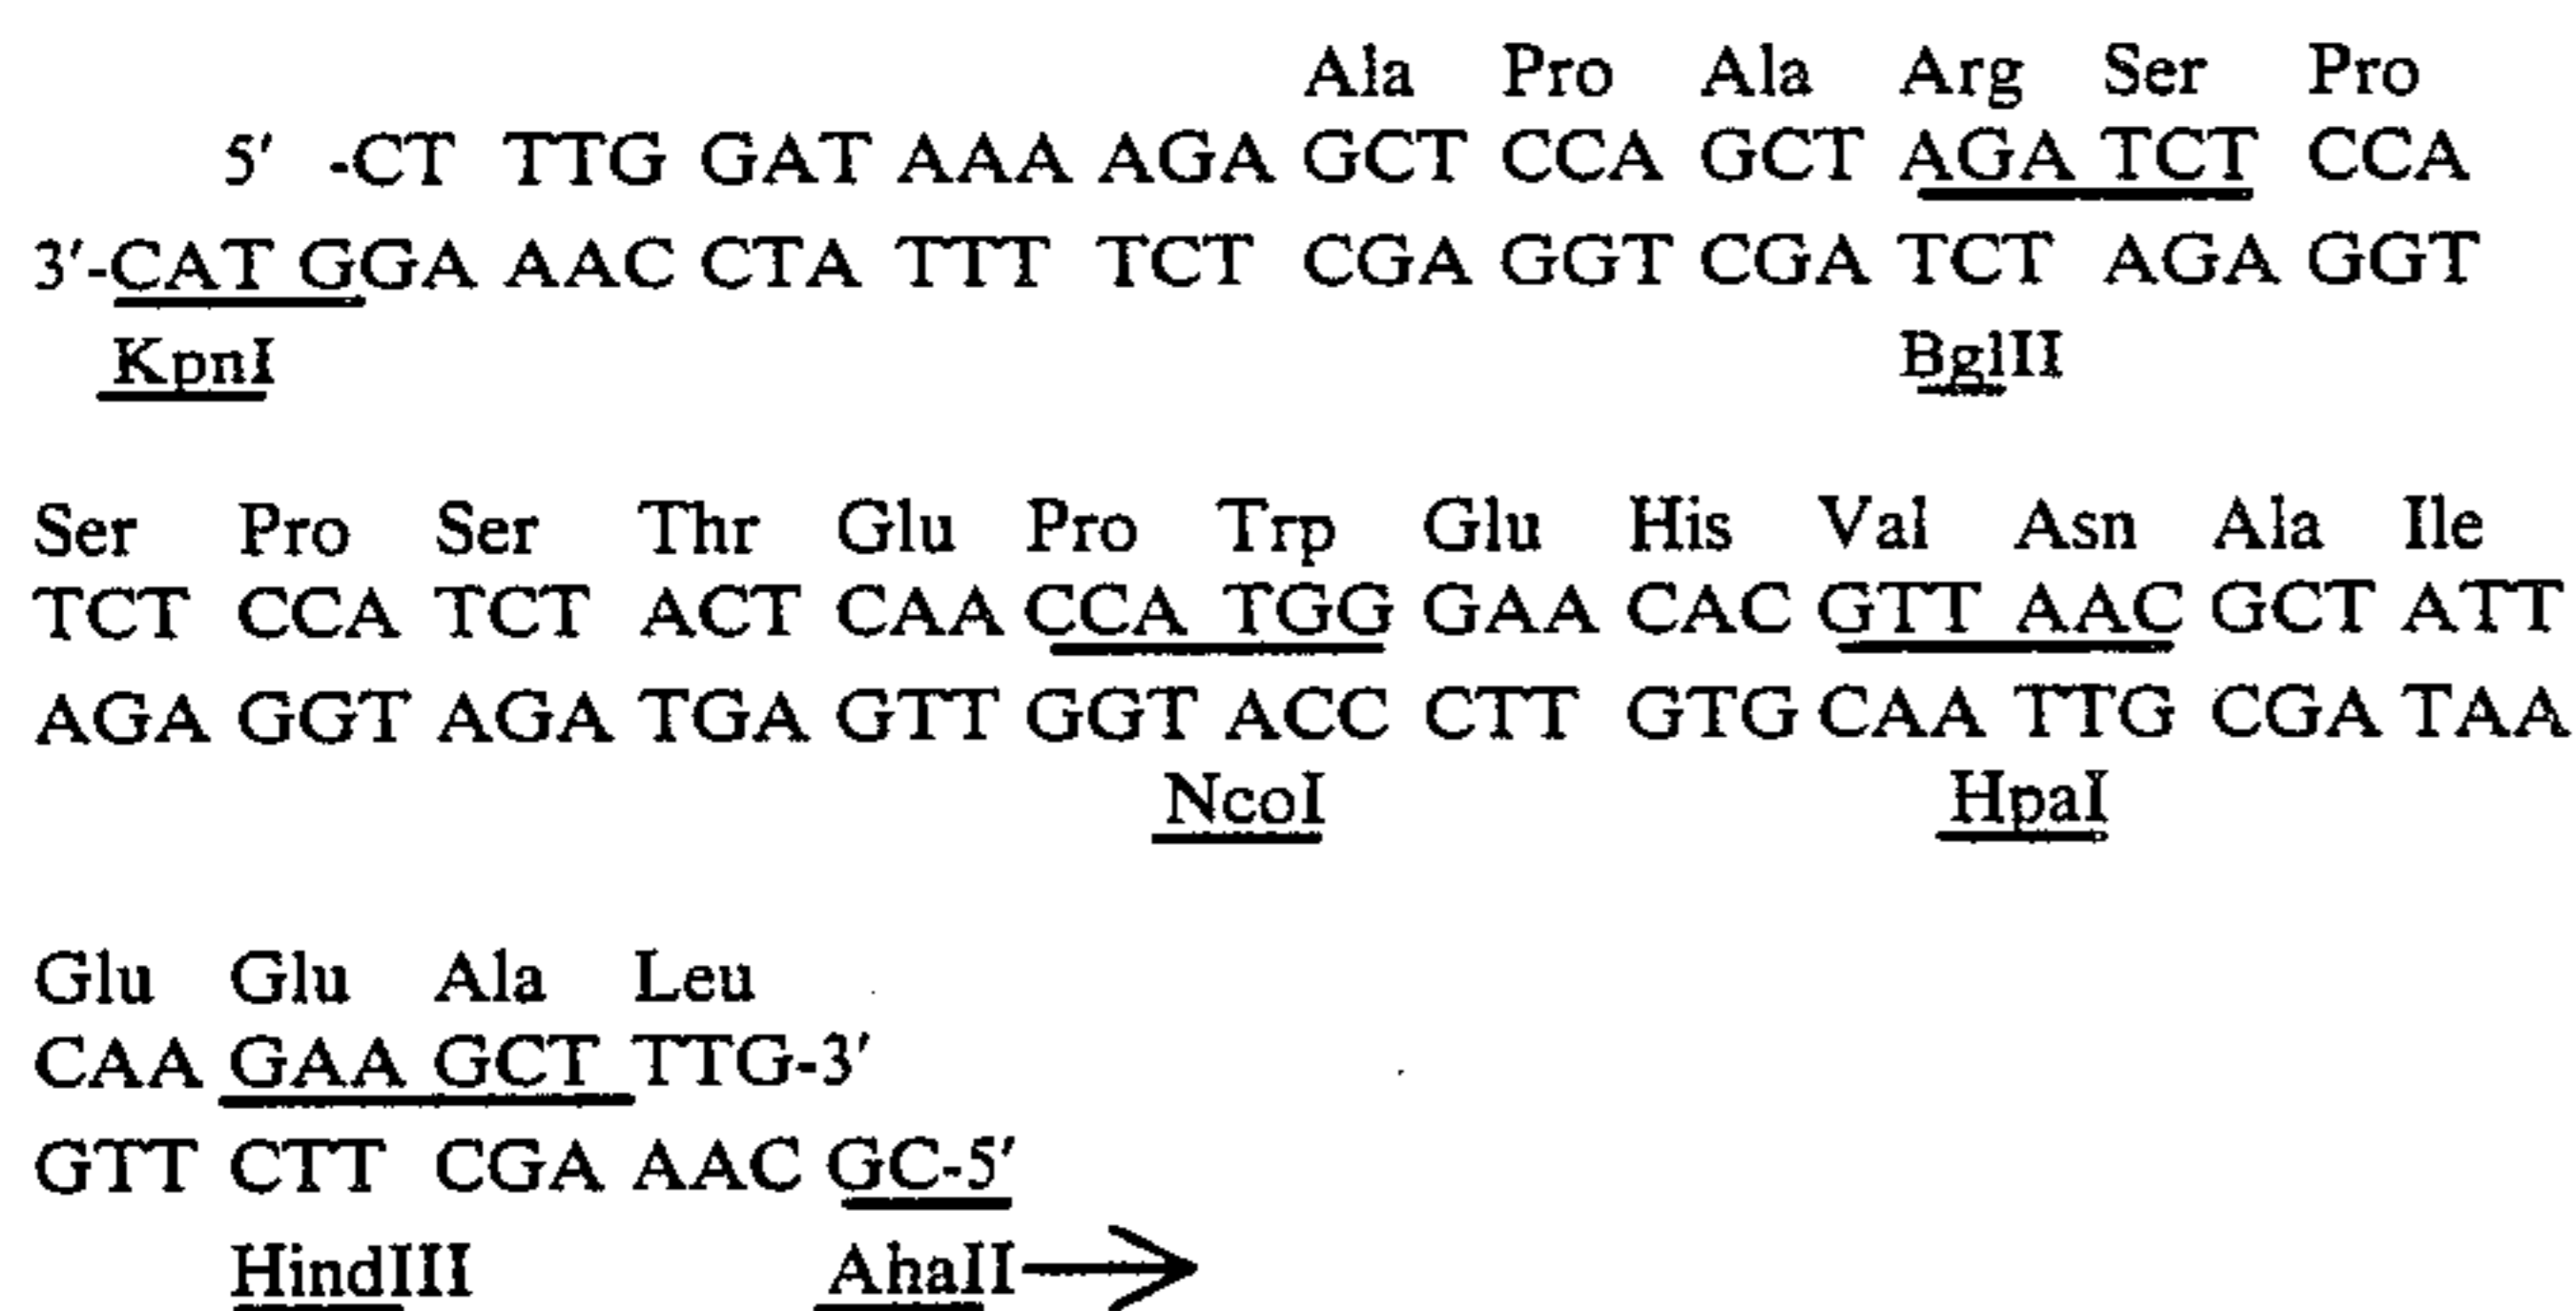 Ala Pro Ala Arg Ser Pro
5′ -CT TTG GAT AAA AGA GCT CCA GCT AGA TCT CCA
3′-CAT GGA AAC CTA TTT TCT CGA GGT CGA TCT AGA GGT
KpnI BglII
Ser Pro Ser Thr Glu Pro Trp Glu His Val Asn Ala Ile
TCT CCA TCT ACT CAA CCA TGG GAA CAC GTT AAC GCT ATT
AGA GGT AGA TGA GTT GGT ACC CTT GTG CAA TTG CGA TAA
NcoI HpaI
Glu Glu Ala Leu
CAA GAA GCT TTG-3′
GTT CTT CGA AAC GC-5′
HindIII AhaII